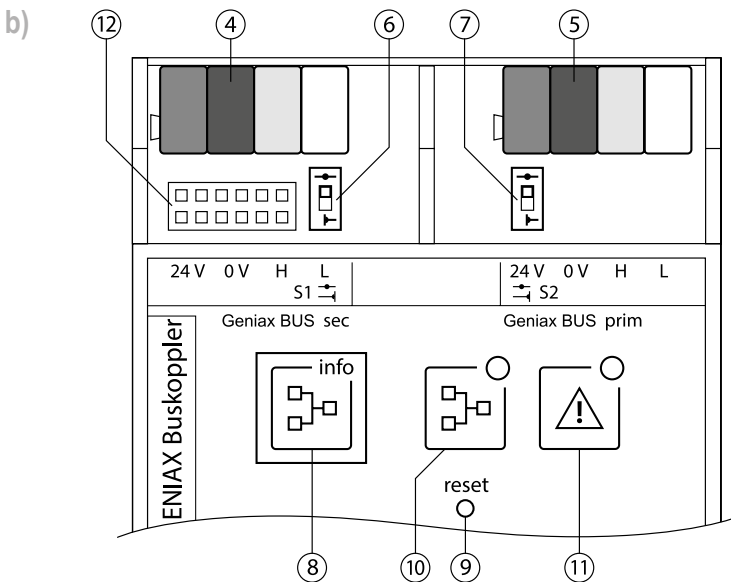 b)
12 4 6 7 5
24 V 0 V H L 24 V 0 V H L
S1 S2
Geniax BUS sec Geniax BUS prim
ENIAX Buskoppler
info
reset
8 10 9 11